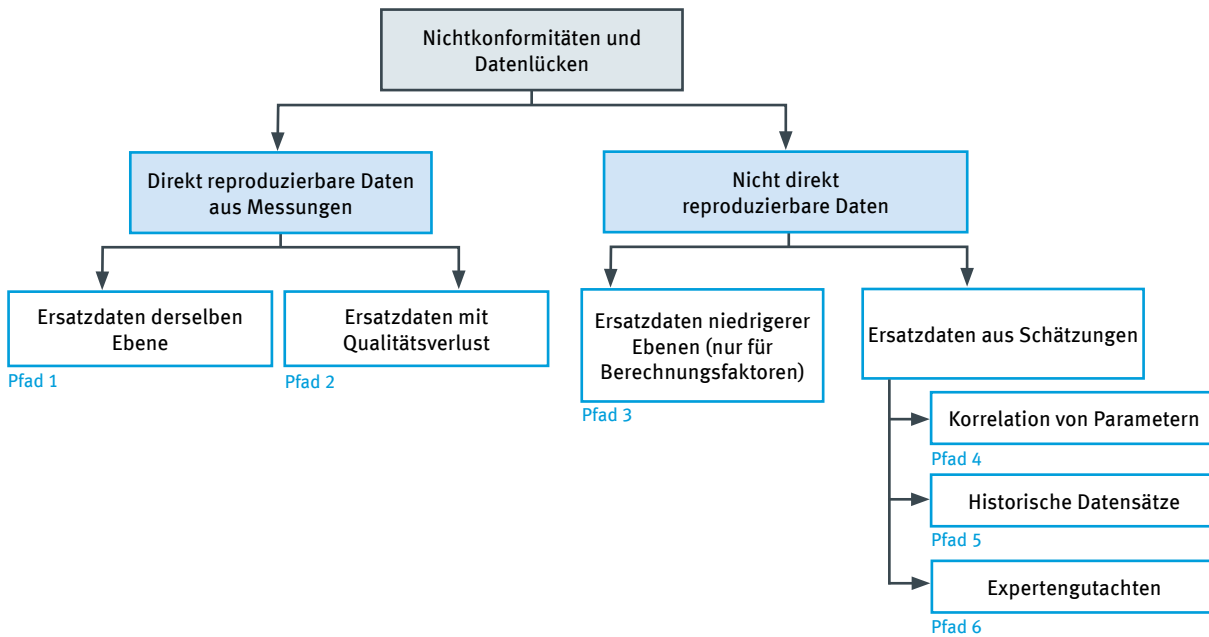 Nichtkonformitäten und
Datenlücken
Direkt reproduzierbare Daten
aus Messungen
Nicht direkt
reproduzierbare Daten
Ersatzdaten derselben
Ebene
Pfad 1
Ersatzdaten mit
Qualitätsverlust
Pfad 2
Ersatzdaten niedrigerer
Ebenen (nur für
Berechnungsfaktoren)
Pfad 3
Ersatzdaten aus Schätzungen
Korrelation von Parametern
Pfad 4
Historische Datensätze
Pfad 5
Expertengutachten
Pfad 6